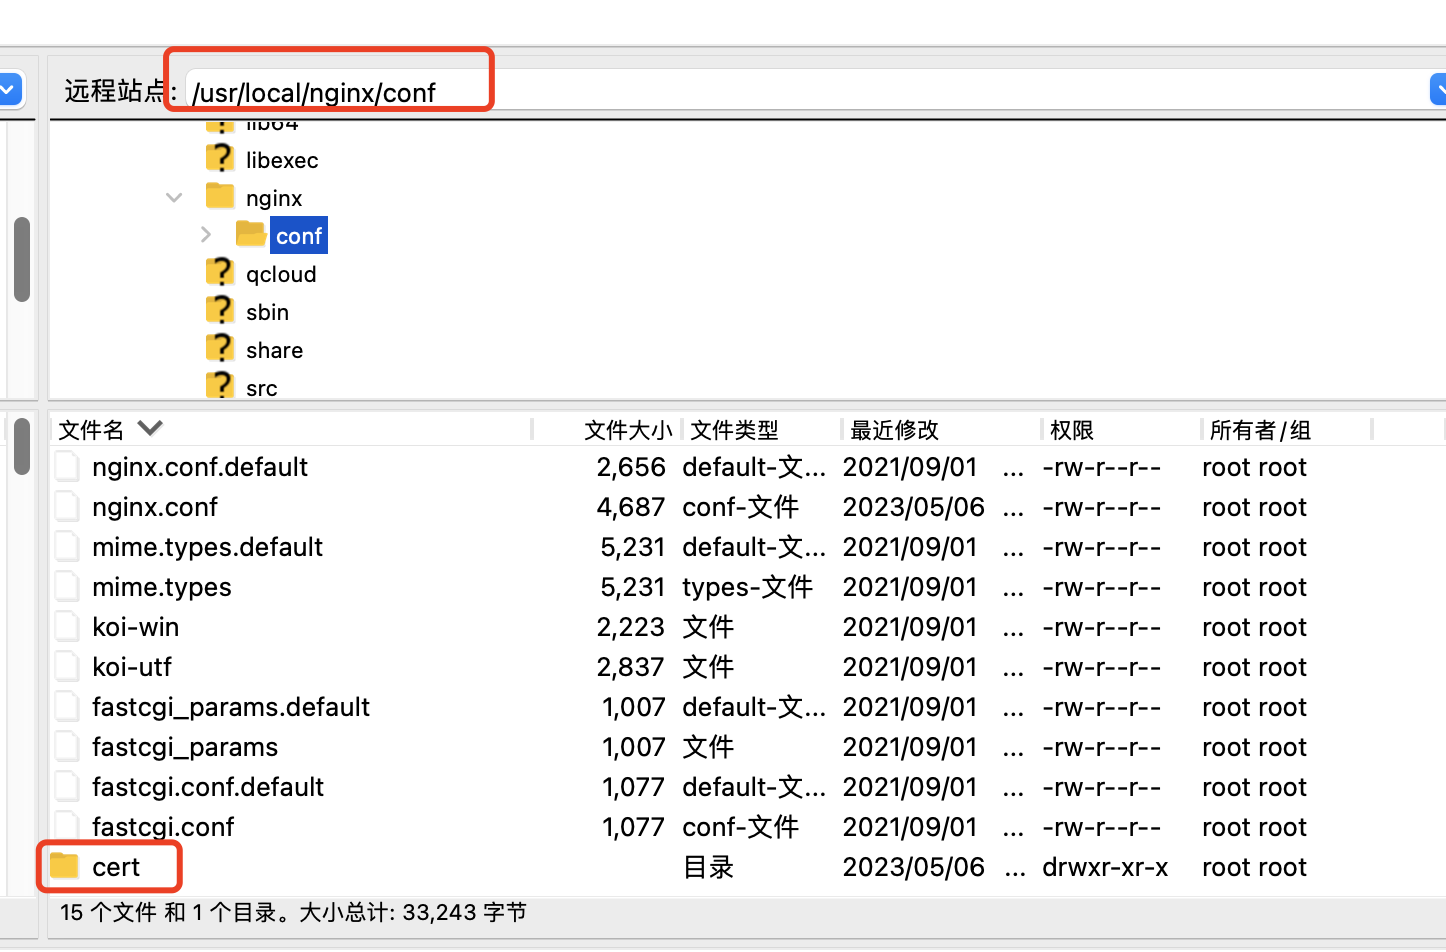 远程站点: /usr/local/nginx/conf
lib64
libexec
nginx
conf
qcloud
sbin
share
src
文件名 文件大小 文件类型 最近修改 权限 所有者/组
nginx.conf.default 2,656 default-文... 2021/09/01 ... -rw-r--r-- root root
nginx.conf 4,687 conf-文件 2023/05/06 ... -rw-r--r-- root root
mime.types.default 5,231 default-文... 2021/09/01 ... -rw-r--r-- root root
mime.types 5,231 types-文件 2021/09/01 ... -rw-r--r-- root root
koi-win 2,223 文件 2021/09/01 ... -rw-r--r-- root root
koi-utf 2,837 文件 2021/09/01 ... -rw-r--r-- root root
fastcgi_params.default 1,007 default-文... 2021/09/01 ... -rw-r--r-- root root
fastcgi_params 1,007 文件 2021/09/01 ... -rw-r--r-- root root
fastcgi.conf.default 1,077 default-文... 2021/09/01 ... -rw-r--r-- root root
fastcgi.conf 1,077 conf-文件 2021/09/01 ... -rw-r--r-- root root
cert 目录 2023/05/06 ... drwxr-xr-x root root
15 个文件 和 1 个目录。大小总计: 33,243 字节